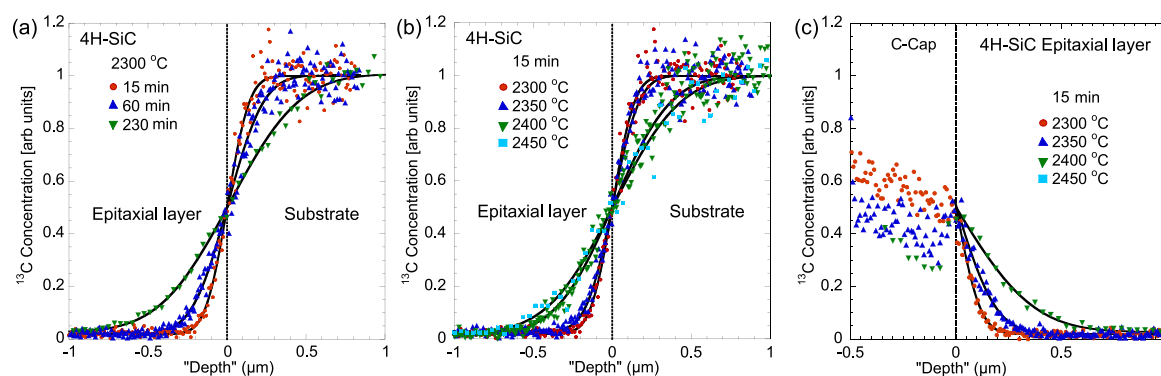 (a)
4H-SiC
2300 °C
15 min
60 min
230 min
Epitaxial layer
Substrate
¹³C Concentration [arb units]
0
0.2
0.4
0.6
0.8
1
1.2
-1
-0.5
0
0.5
1
"Depth" (µm)
(b)
4H-SiC
15 min
2300 °C
2350 °C
2400 °C
2450 °C
Epitaxial layer
Substrate
¹³C Concentration [arb units]
0
0.2
0.4
0.6
0.8
1
1.2
-1
-0.5
0
0.5
1
"Depth" (µm)
(c)
C-Cap
4H-SiC Epitaxial layer
15 min
2300 °C
2350 °C
2400 °C
2450 °C
¹³C Concentration [arb units]
0
0.2
0.4
0.6
0.8
1
1.2
-0.5
0
0.5
"Depth" (µm)